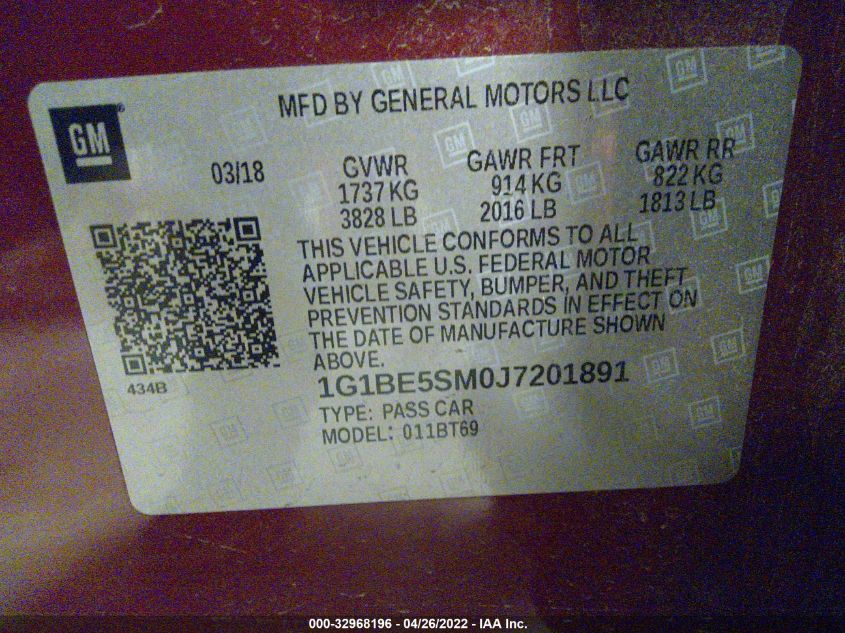 MFD BY GENERAL MOTORS LLC
GM
®
03/18
GVWR
1737 KG
3828 LB
GAWR FRT
914 KG
2016 LB
GAWR RR
822 KG
1813 LB
THIS VEHICLE CONFORMS TO ALL
APPLICABLE U.S. FEDERAL MOTOR
VEHICLE SAFETY, BUMPER, AND THEFT
PREVENTION STANDARDS IN EFFECT ON
THE DATE OF MANUFACTURE SHOWN
ABOVE.
434B
1G1BE5SM0J7201891
TYPE: PASS CAR
MODEL: 011BT69
000-32968196 - 04/26/2022 - IAA Inc.